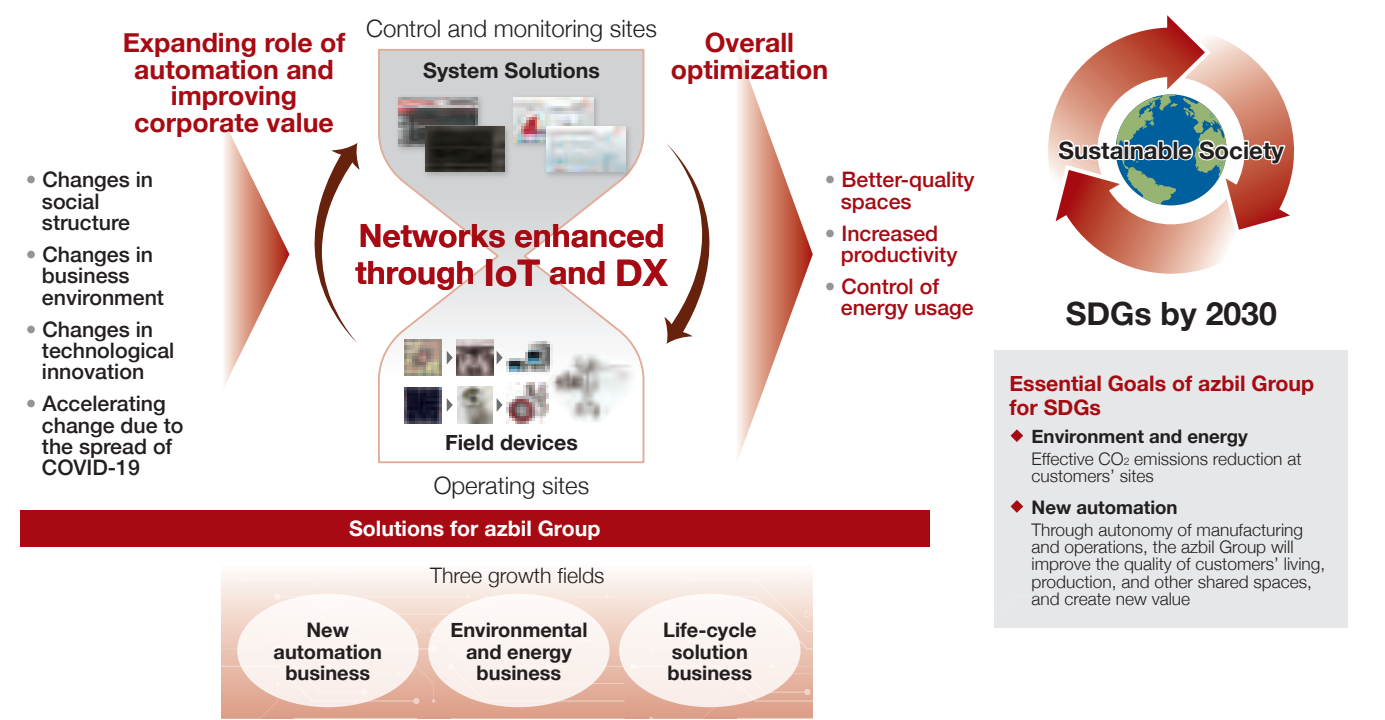 Expanding role of
automation and
improving
corporate value
• Changes in
social
structure
• Changes in
business
environment
• Changes in
technological
innovation
• Accelerating
change due to
the spread of
COVID-19
Control and monitoring sites
System Solutions
Networks enhanced
through IoT and DX
Field devices
Operating sites
Overall
optimization
• Better-quality
spaces
• Increased
productivity
• Control of
energy usage
Solutions for azbil Group
Three growth fields
New
automation
business
Environmental
and energy
business
Life-cycle
solution
business
Sustainable Society
SDGs by 2030
Essential Goals of azbil Group
for SDGs
◆ Environment and energy
Effective CO₂ emissions reduction at
customers’ sites
◆ New automation
Through autonomy of manufacturing
and operations, the azbil Group will
improve the quality of customers’ living,
production, and other shared spaces,
and create new value